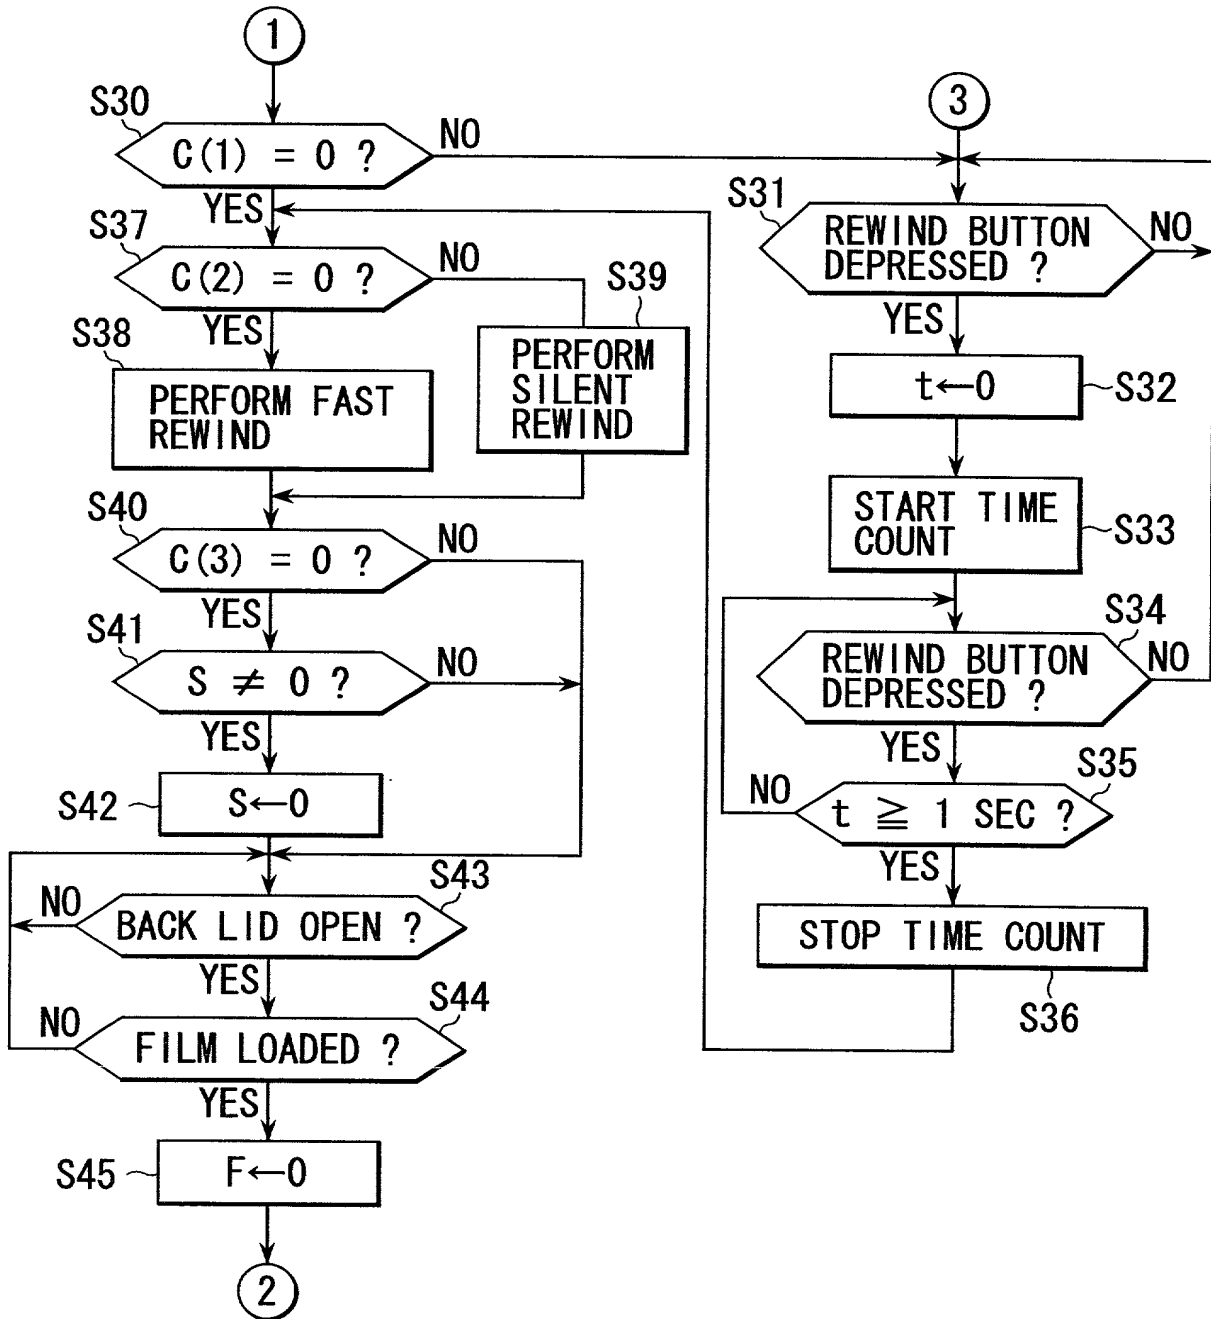 1
S30
C(1) = 0 ?
NO
YES
S37
C(2) = 0 ?
NO
YES
S38
PERFORM FAST
REWIND
S39
PERFORM
SILENT
REWIND
S40
C(3) = 0 ?
NO
YES
S41
S ≠ 0 ?
NO
YES
S42
S←0
S43
NO
BACK LID OPEN ?
YES
S44
NO
FILM LOADED ?
YES
S45
F←0
2
3
S31
REWIND BUTTON
DEPRESSED ?
NO
YES
t←0
S32
START TIME
COUNT
S33
S34
REWIND BUTTON
DEPRESSED ?
NO
YES
S35
NO
t ≧ 1 SEC ?
YES
STOP TIME COUNT
S36